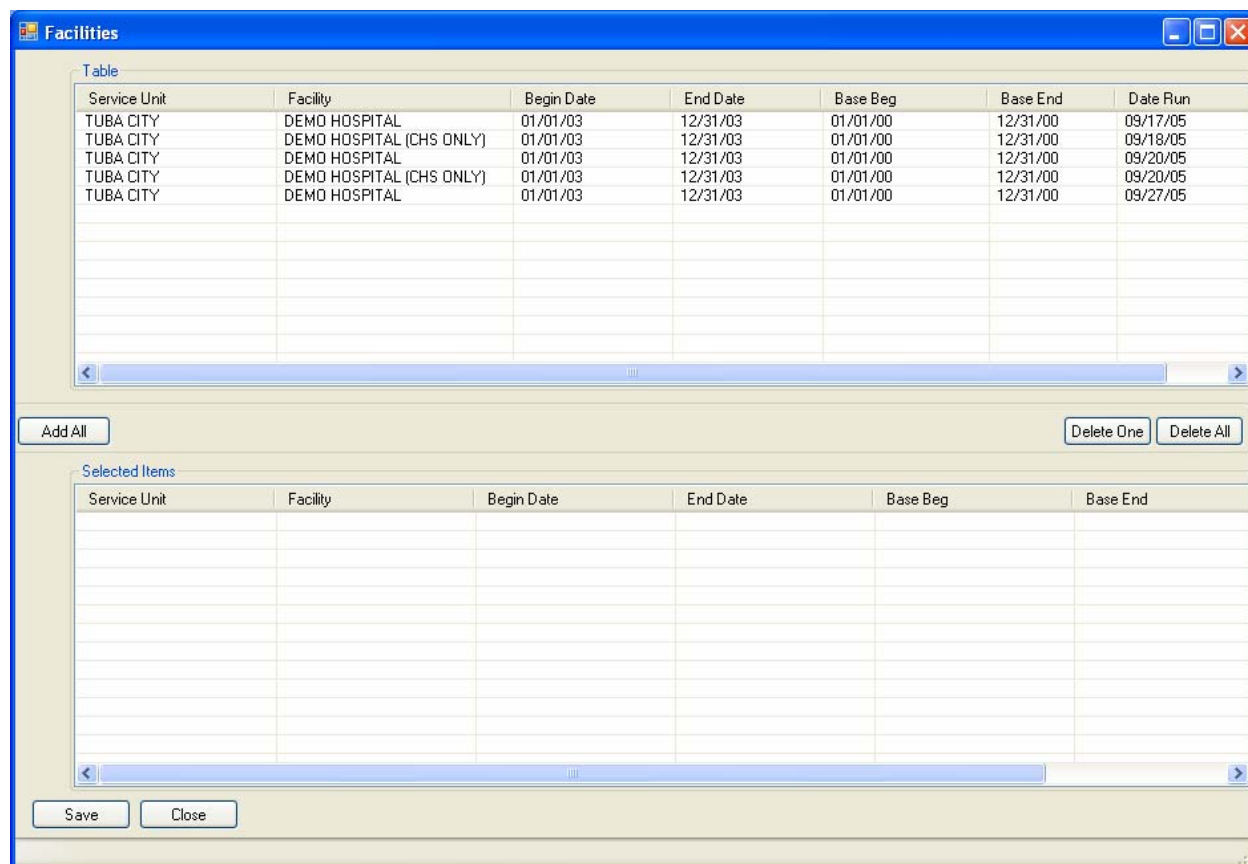 Facilities
Table
Service Unit Facility Begin Date End Date Base Beg Base End Date Run
TUBA CITY DEMO HOSPITAL 01/01/03 12/31/03 01/01/00 12/31/00 09/17/05
TUBA CITY DEMO HOSPITAL (CHS ONLY) 01/01/03 12/31/03 01/01/00 12/31/00 09/18/05
TUBA CITY DEMO HOSPITAL 01/01/03 12/31/03 01/01/00 12/31/00 09/20/05
TUBA CITY DEMO HOSPITAL (CHS ONLY) 01/01/03 12/31/03 01/01/00 12/31/00 09/20/05
TUBA CITY DEMO HOSPITAL 01/01/03 12/31/03 01/01/00 12/31/00 09/27/05
Add All Delete One Delete All
Selected Items
Service Unit Facility Begin Date End Date Base Beg Base End
Save Close